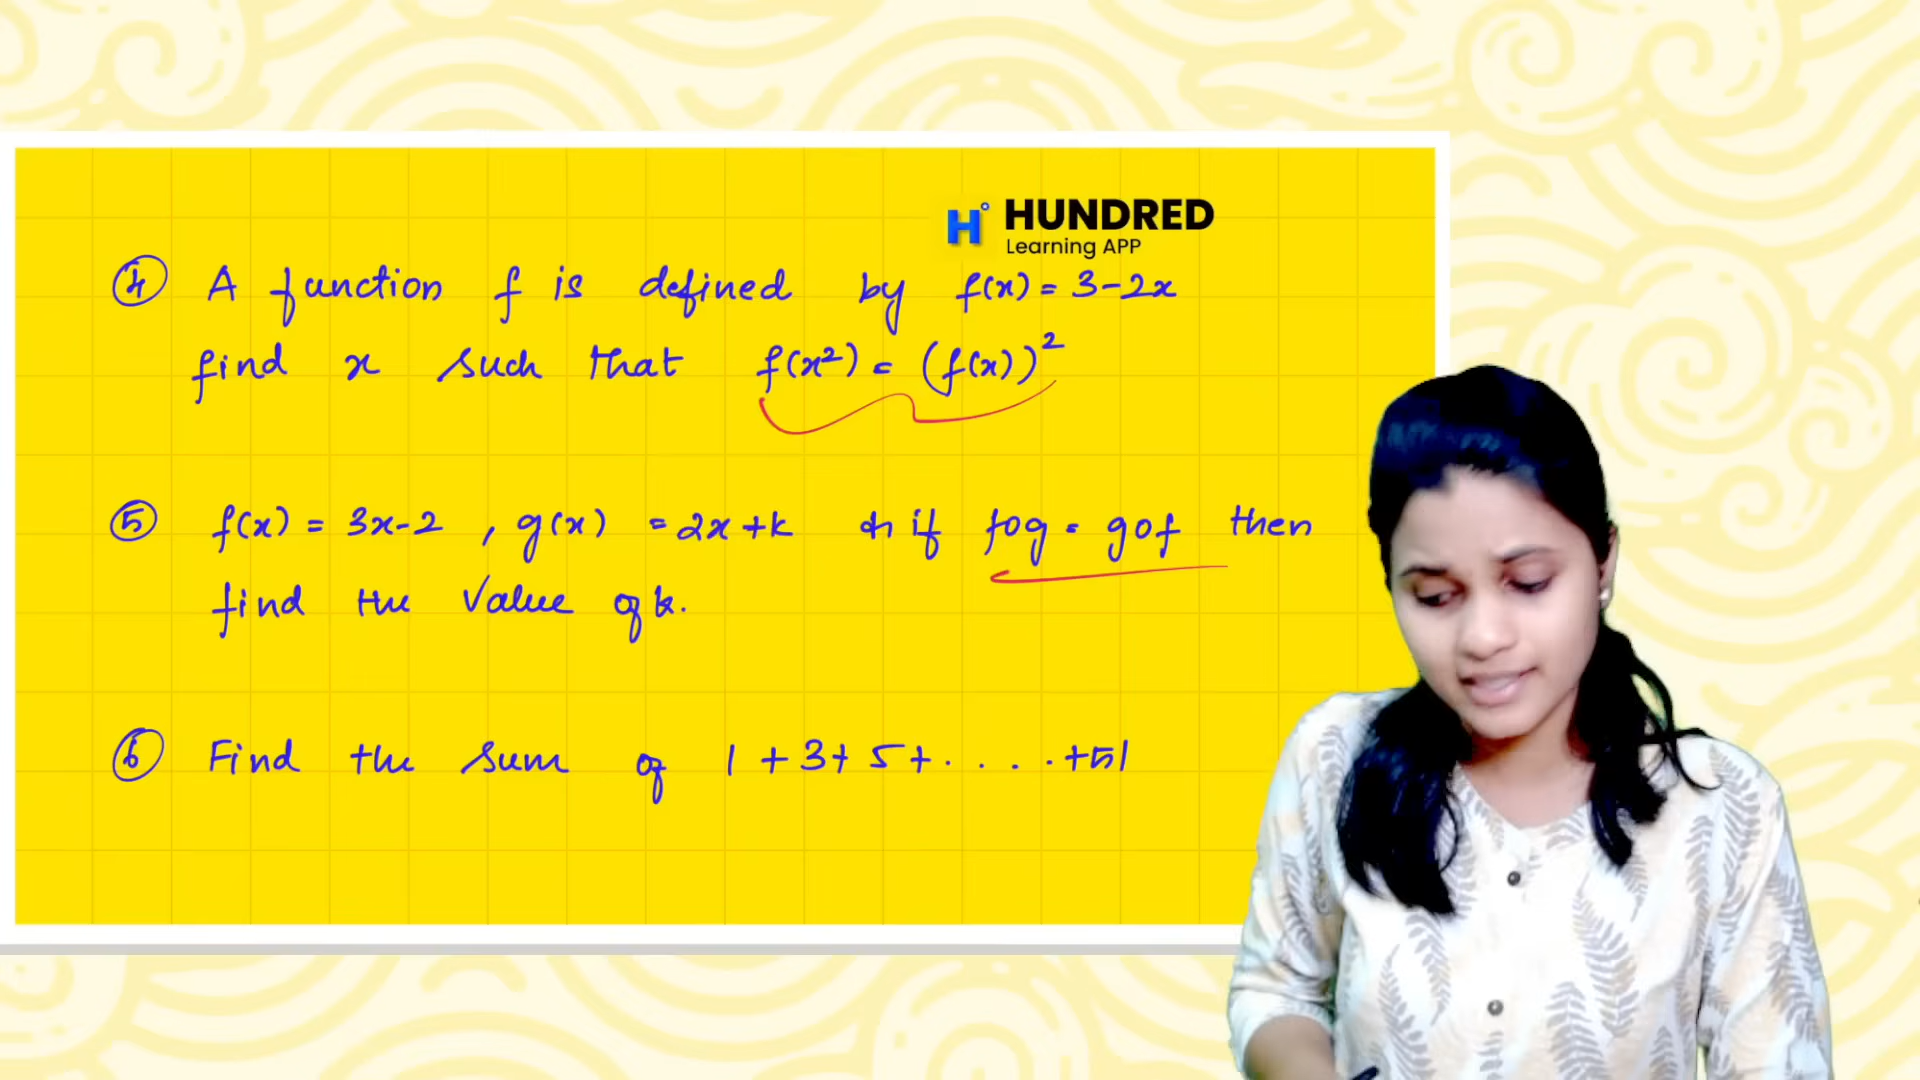 H° HUNDRED
Learning APP
④ A function f is defined by f(x) = 3-2x
find x such that f(x²) = (f(x))²
⑤ f(x) = 3x-2 , g(x) = 2x+k if fog = gof then
find the Value of k.
⑥ Find the sum of 1 + 3 + 5 + . . . . + 51